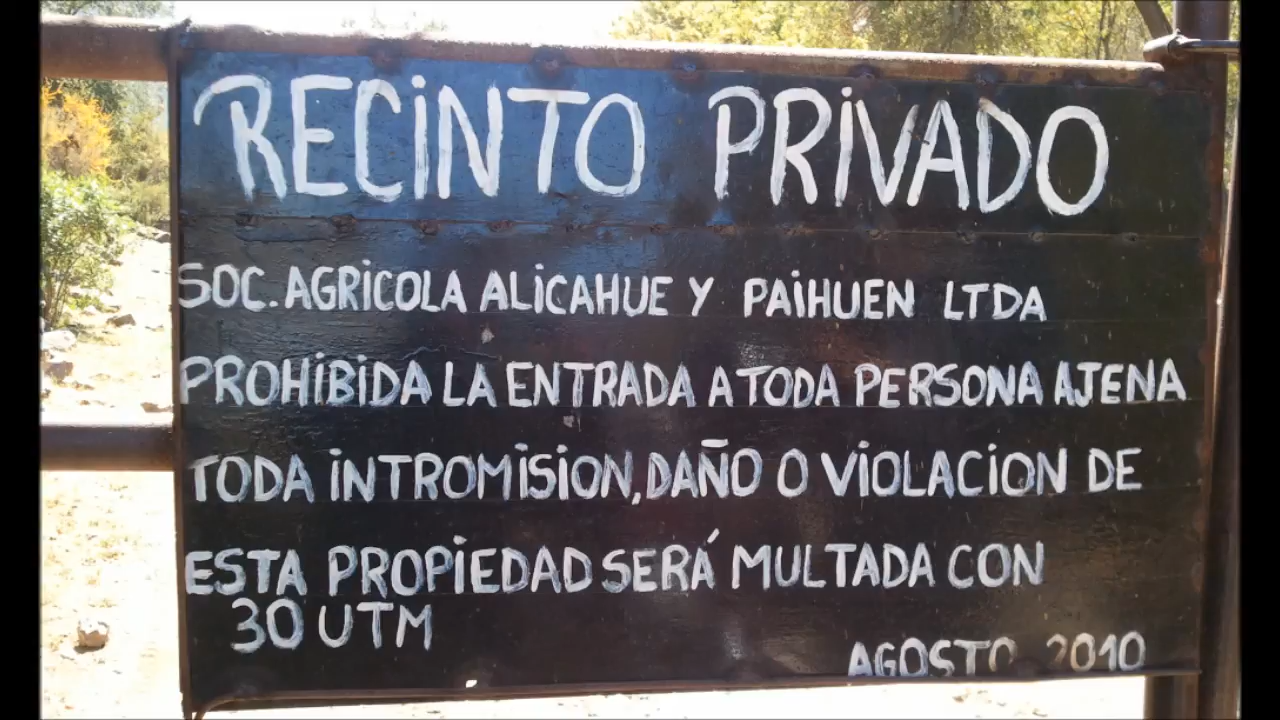 RECINTO PRIVADO
SOC. AGRICOLA ALICAHUE Y PAIHUEN LTDA
PROHIBIDA LA ENTRADA A TODA PERSONA AJENA
TODA INTROMISION, DAÑO O VIOLACION DE
ESTA PROPIEDAD SERÁ MULTADA CON
30 UTM
AGOSTO 2010